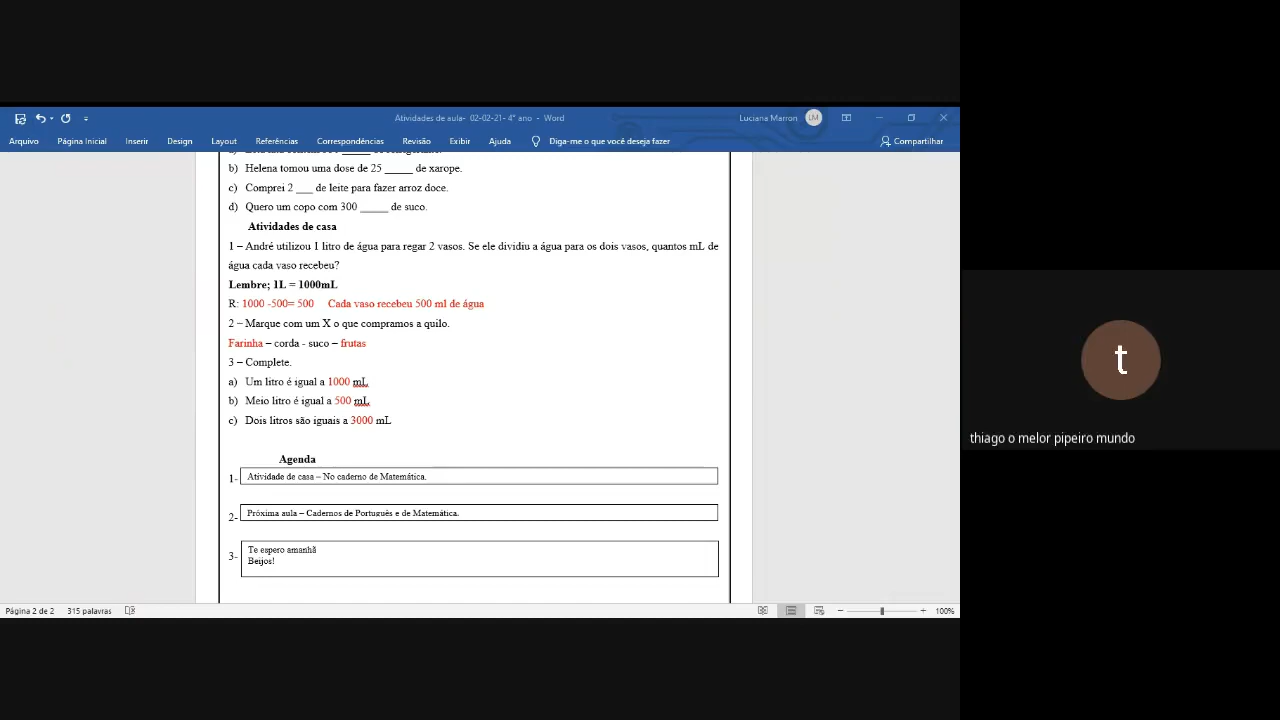 Atividades de aula- 02-02-21- 4° ano - Word
Luciana Marron
LM
Arquivo
Página Inicial
Inserir
Design
Layout
Referências
Correspondências
Revisão
Exibir
Ajuda
Diga-me o que você deseja fazer
Compartilhar
b) Helena tomou uma dose de 25 _____ de xarope.
c) Comprei 2 ___ de leite para fazer arroz doce.
d) Quero um copo com 300 _____ de suco.
Atividades de casa
1 – André utilizou 1 litro de água para regar 2 vasos. Se ele dividiu a água para os dois vasos, quantos mL de
água cada vaso recebeu?
Lembre; 1L = 1000mL
R: 1000 -500= 500 Cada vaso recebeu 500 ml de água
2 – Marque com um X o que compramos a quilo.
Farinha – corda - suco – frutas
3 – Complete.
a) Um litro é igual a 1000 mL
b) Meio litro é igual a 500 mL
c) Dois litros são iguais a 3000 mL
Agenda
1- Atividade de casa – No caderno de Matemática.
2- Próxima aula – Cadernos de Português e de Matemática.
3- Te espero amanhã
Beijos!
Página 2 de 2
315 palavras
100%
t
thiago o melor pipeiro mundo